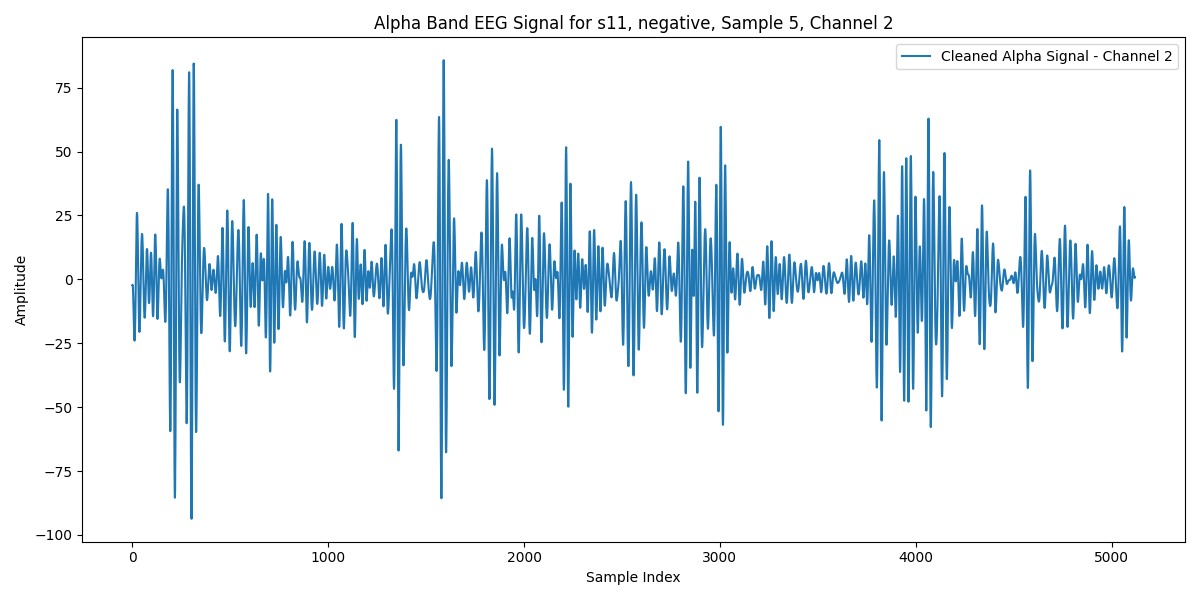 Alpha Band EEG Signal for s11, negative, Sample 5, Channel 2
Cleaned Alpha Signal - Channel 2
Amplitude
75
50
25
0
−25
−50
−75
−100
0 1000 2000 3000 4000 5000
Sample Index